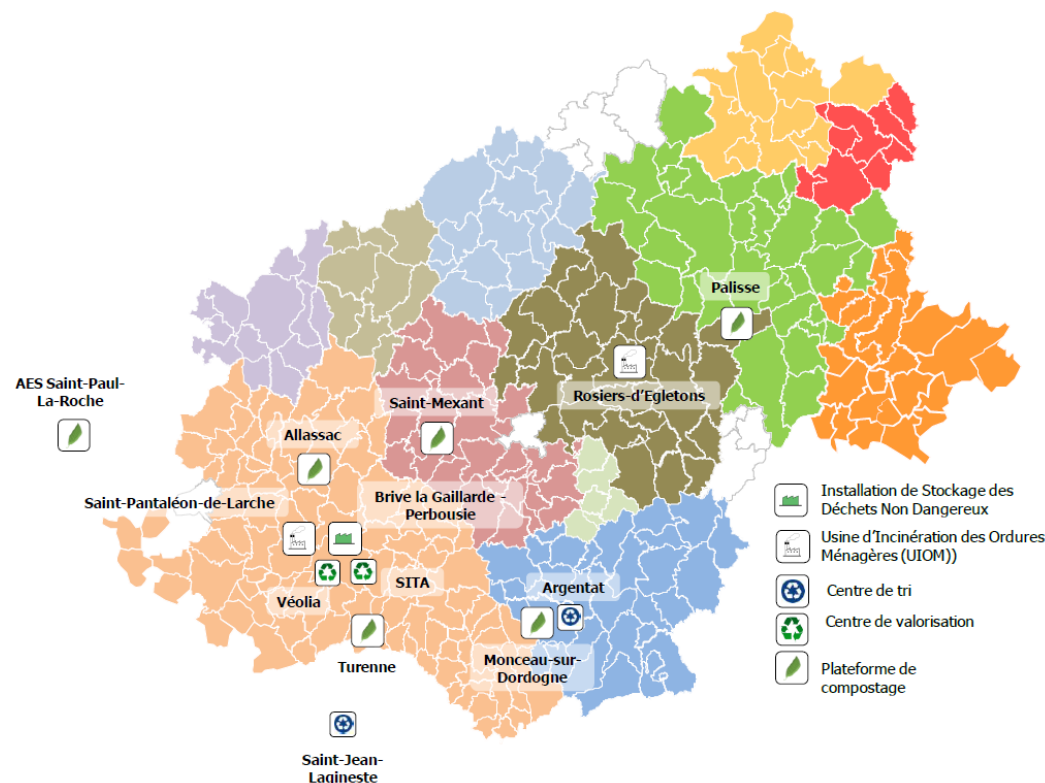 Palisse
AES Saint-Paul-
La-Roche
Rosiers-d'Egletons
Saint-Mexant
Allassac
Saint-Pantaléon-de-Larche
Brive la Gaillarde -
Perbousie
SITA
Véolia
Argentat
Turenne
Monceau-sur-
Dordogne
Saint-Jean-
Lagineste
Installation de Stockage des
Déchets Non Dangereux
Usine d'Incinération des Ordures
Ménagères (UIOM))
Centre de tri
Centre de valorisation
Plateforme de
compostage